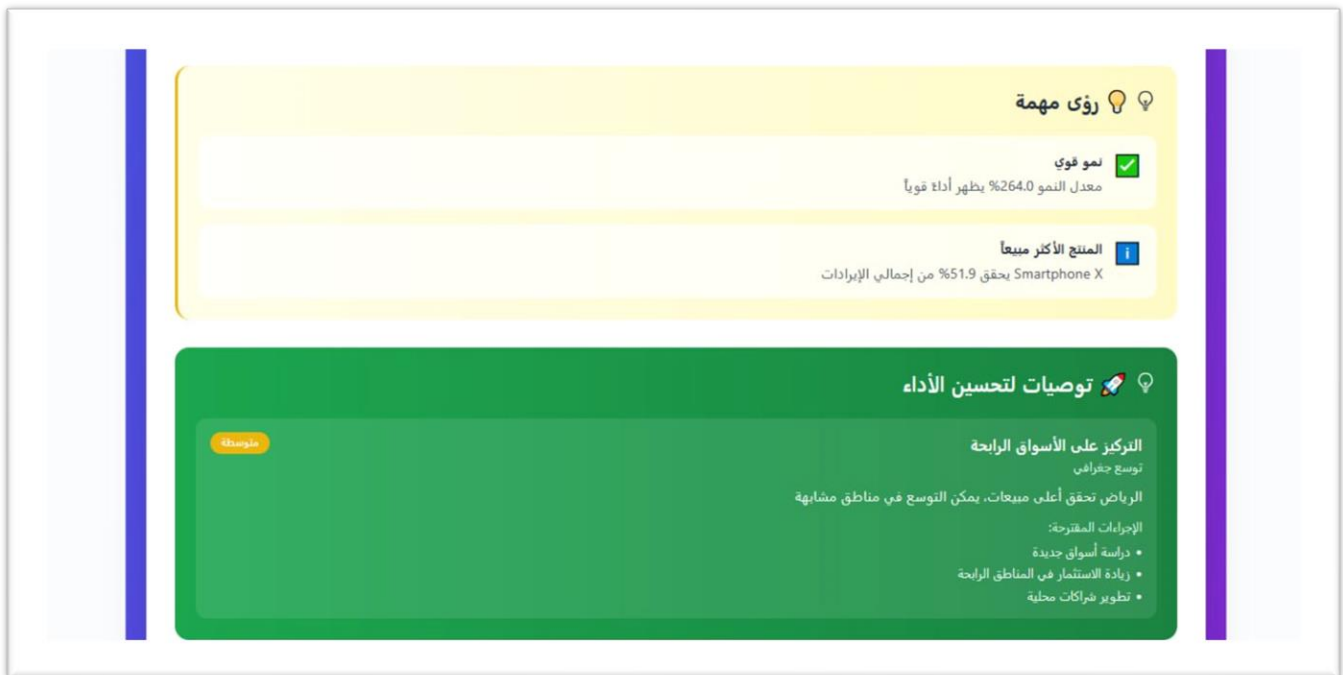 💡 رؤى مهمة
نمو قوي
معدل النمو 264.0% يظهر أداءً قوياً
المنتج الأكثر مبيعاً
Smartphone X يحقق 51.9% من إجمالي الإيرادات
🚀 توصيات لتحسين الأداء
التركيز على الأسواق الرابحة
متوسطة
توسع جغرافي
الرياض تحقق أعلى مبيعات، يمكن التوسع في مناطق مشابهة
الإجراءات المقترحة:
• دراسة أسواق جديدة
• زيادة الاستثمار في المناطق الرابحة
• تطوير شراكات محلية